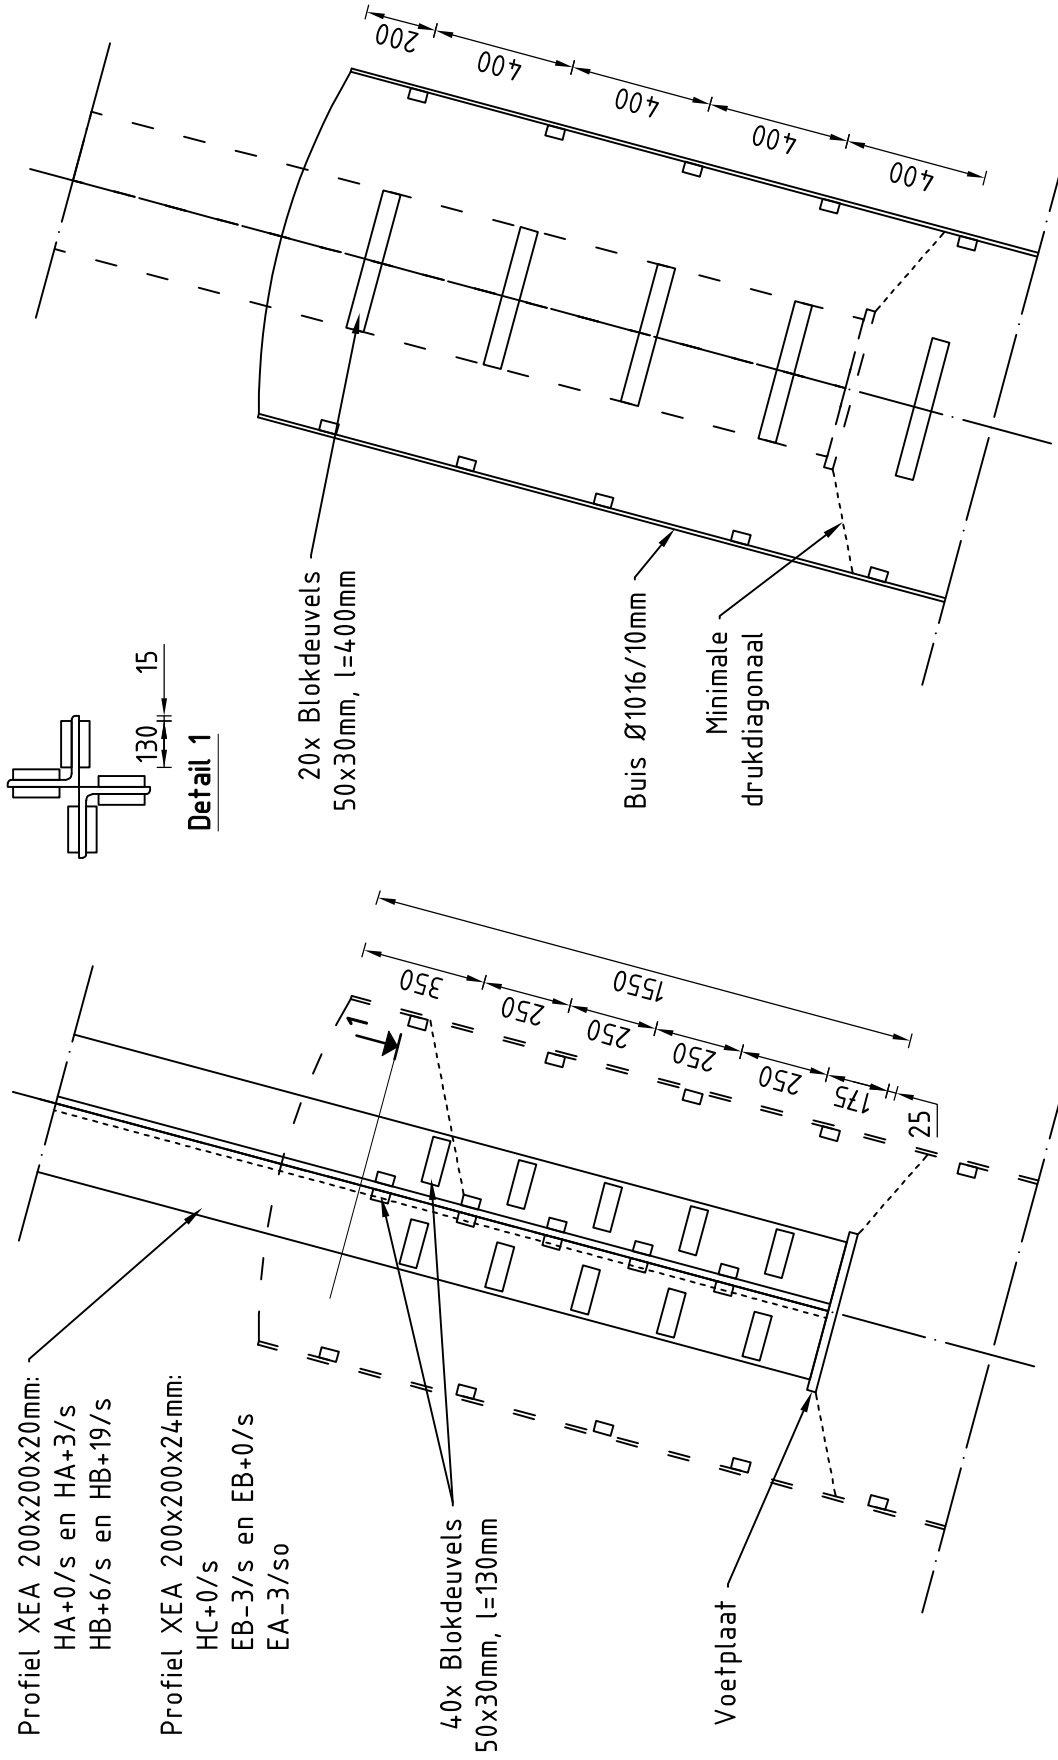 Profiel XEA 200x200x20mm:
HA+0/s en HA+3/s
HB+6/s en HB+19/s
Profiel XEA 200x200x24mm:
HC+0/s
EB-3/s en EB+0/s
EA-3/so
40x Blokdeuvels
50x30mm, l=130mm
Voetplaat
1
350
250
250
250
250
175
25
1550
130
15
Detail 1
20x Blokdeuvels
50x30mm, l=400mm
Buis Ø1016/10mm
Minimale
drukdiagonaal
200
400
400
400
400